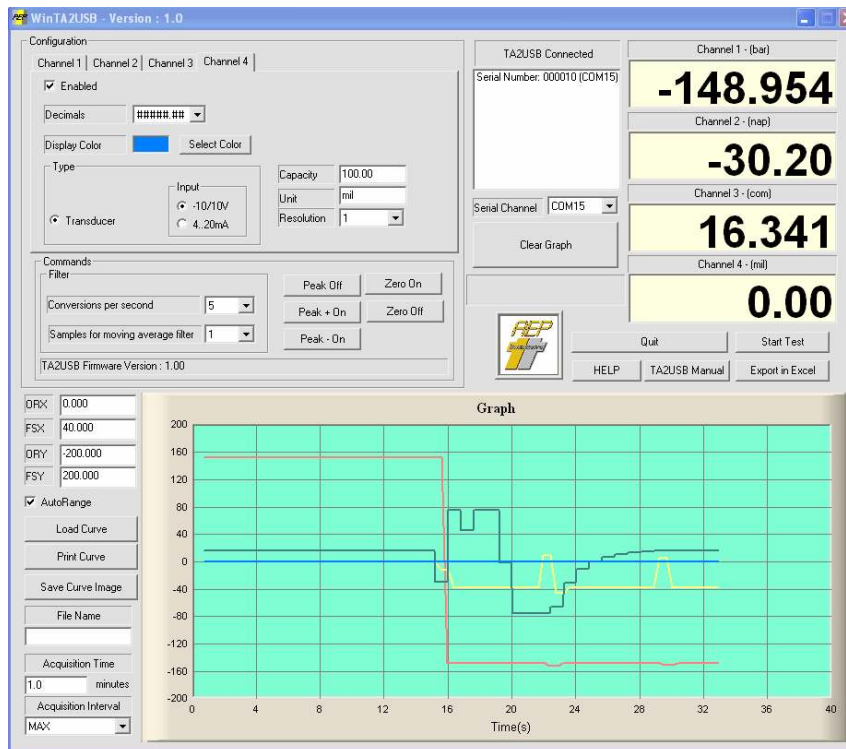 WinTA2USB - Version : 1.0
Configuration
Channel 1
Channel 2
Channel 3
Channel 4
Enabled
Decimals
#####.##
Display Color
Select Color
Type
Transducer
Input
-10/10V
4..20mA
Capacity
100.00
Unit
mil
Resolution
1
TA2USB Connected
Serial Number: 000010 (COM15)
Serial Channel
COM15
Clear Graph
Channel 1 - (bar)
-148.954
Channel 2 - (nap)
-30.20
Channel 3 - (com)
16.341
Channel 4 - (mil)
0.00
Commands
Filter
Conversions per second
5
Samples for moving average filter
1
Peak Off
Zero On
Peak + On
Zero Off
Peak - On
TA2USB Firmware Version : 1.00
AEP
Quit
Start Test
HELP
TA2USB Manual
Export in Excel
ORX
0.000
FSX
40.000
ORY
-200.000
FSY
200.000
AutoRange
Load Curve
Print Curve
Save Curve Image
File Name
Acquisition Time
1.0
minutes
Acquisition Interval
MAX
Graph
200
160
120
80
40
0
-40
-80
-120
-160
-200
0
4
8
12
16
20
24
28
32
36
40
Time(s)